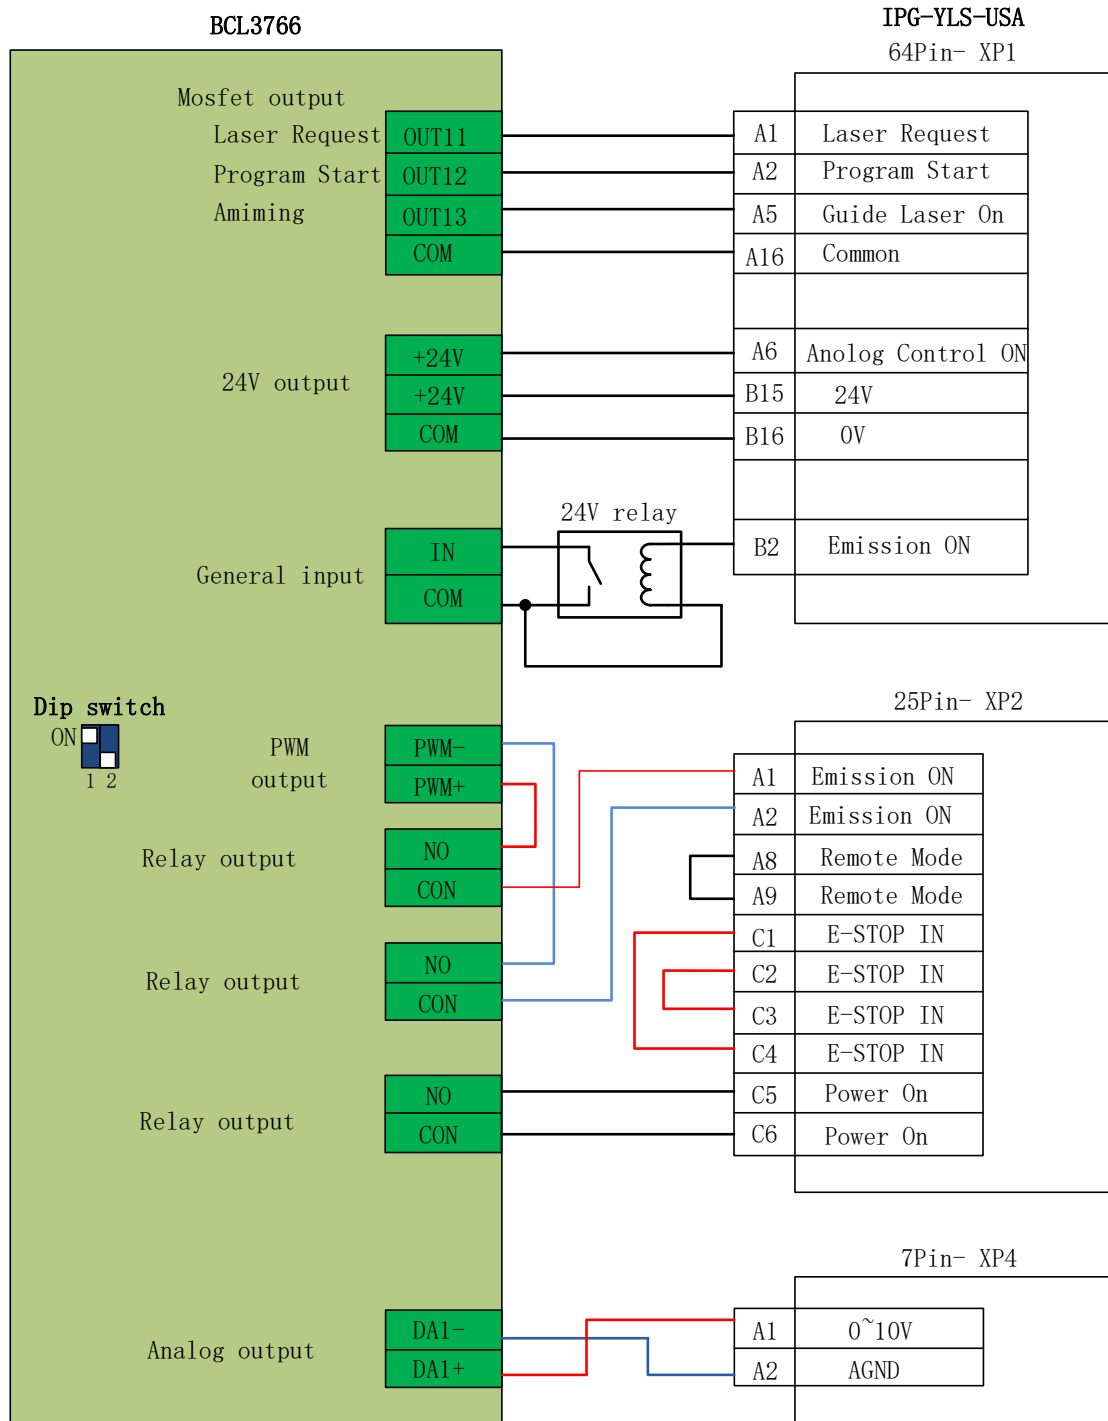 BCL3766
IPG-YLS-USA
64Pin- XP1
Mosfet output
Laser Request OUT11 A1 Laser Request
Program Start OUT12 A2 Program Start
Amiming OUT13 A5 Guide Laser On
COM A16 Common
+24V A6 Anolog Control ON
24V output +24V B15 24V
COM B16 0V
24V relay
IN B2 Emission ON
General input
COM
25Pin- XP2
Dip switch
ON
1 2
PWM
output
PWM-
PWM+
A1 Emission ON
A2 Emission ON
Relay output
NO
CON
A8 Remote Mode
A9 Remote Mode
C1 E-STOP IN
Relay output
NO
CON
C2 E-STOP IN
C3 E-STOP IN
C4 E-STOP IN
Relay output
NO
CON
C5 Power On
C6 Power On
7Pin- XP4
Analog output
DA1-
DA1+
A1 0~10V
A2 AGND